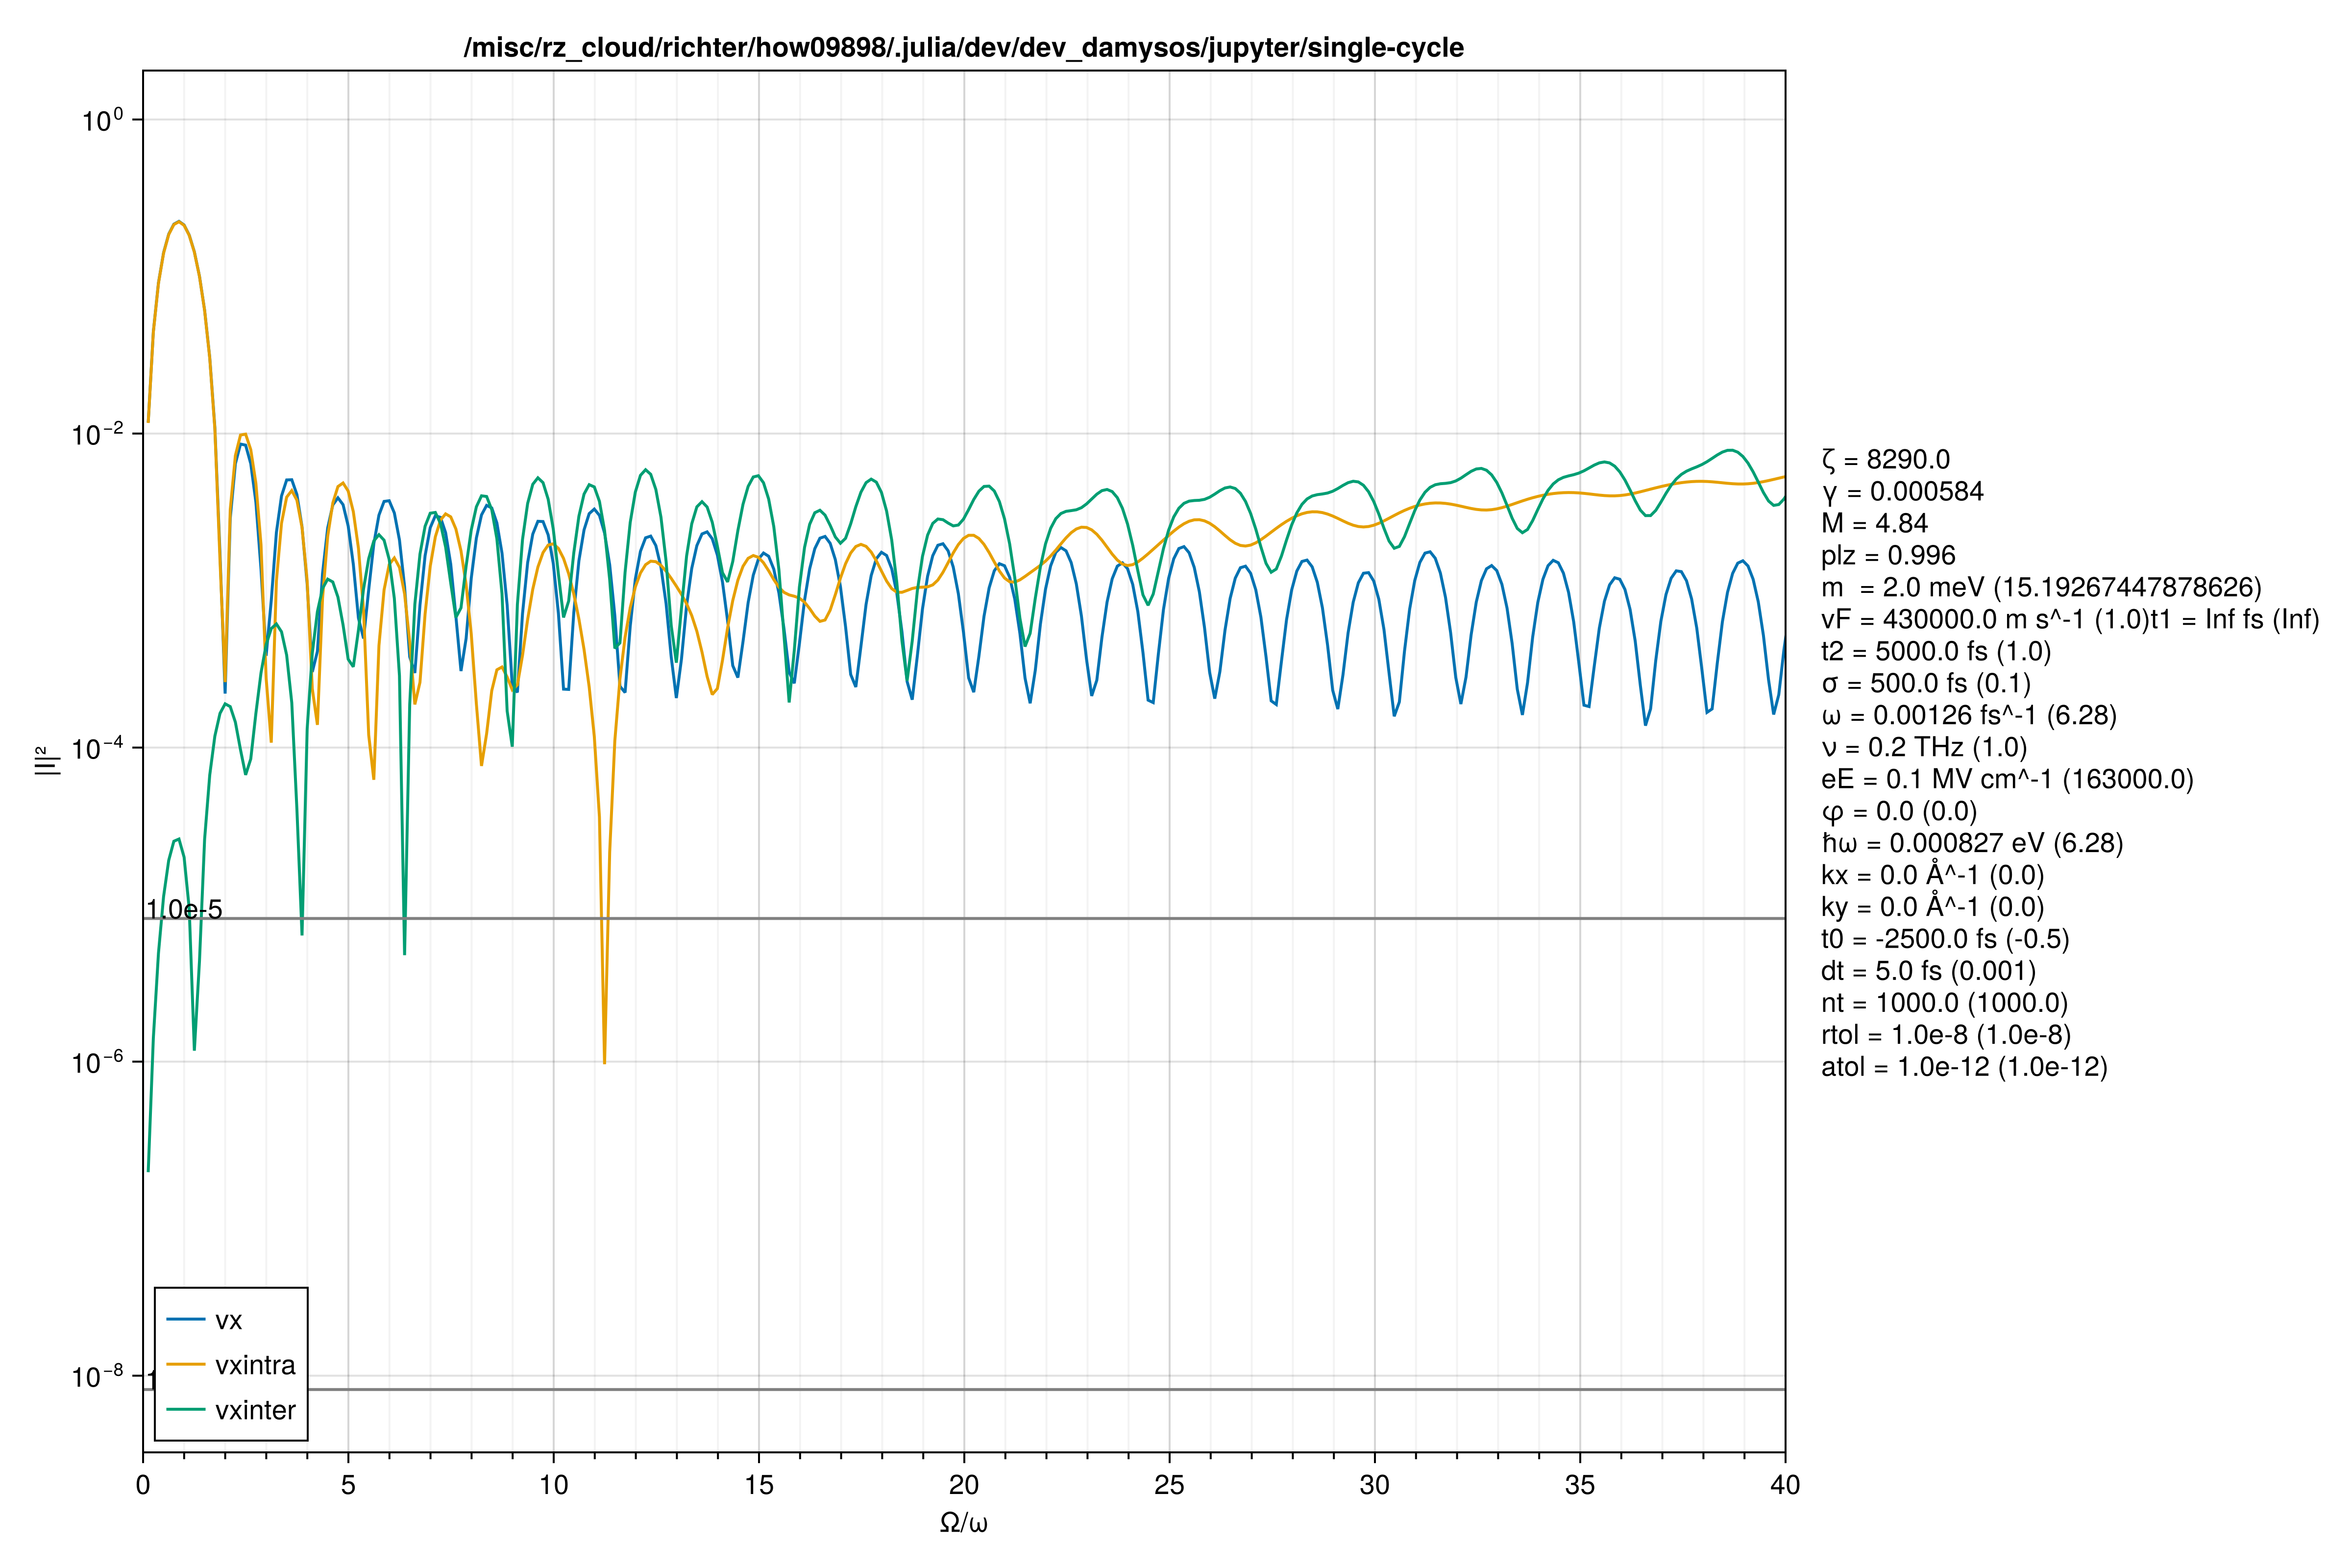 /misc/rz_cloud/richter/how09898/.julia/dev/dev_damysos/jupyter/single-cycle
10⁰
10⁻²
10⁻⁴
10⁻⁶
10⁻⁸
|I|²
1.0e-5
vx
vxintra
vxinter
0 5 10 15 20 25 30 35 40
Ω/ω
ζ = 8290.0
γ = 0.000584
M = 4.84
plz = 0.996
m  = 2.0 meV (15.19267447878626)
vF = 430000.0 m s^-1 (1.0)t1 = Inf fs (Inf)
t2 = 5000.0 fs (1.0)
σ = 500.0 fs (0.1)
ω = 0.00126 fs^-1 (6.28)
ν = 0.2 THz (1.0)
eE = 0.1 MV cm^-1 (163000.0)
φ = 0.0 (0.0)
ħω = 0.000827 eV (6.28)
kx = 0.0 Å^-1 (0.0)
ky = 0.0 Å^-1 (0.0)
t0 = -2500.0 fs (-0.5)
dt = 5.0 fs (0.001)
nt = 1000.0 (1000.0)
rtol = 1.0e-8 (1.0e-8)
atol = 1.0e-12 (1.0e-12)